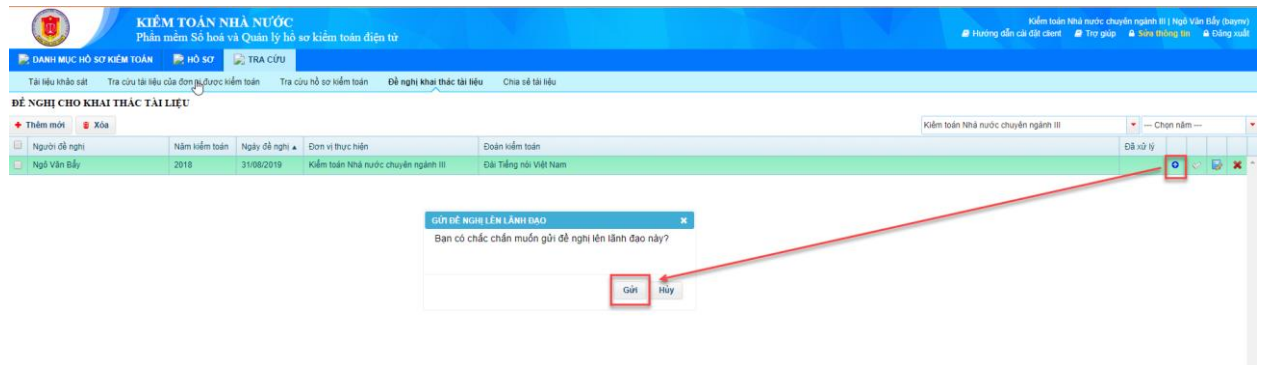 KIỂM TOÁN NHÀ NƯỚC
Phần mềm Số hoá và Quản lý hồ sơ kiểm toán điện tử
Kiểm toán Nhà nước chuyên ngành III | Ngô Văn Bẩy (baynv)
Hướng dẫn cài đặt client Trợ giúp Sửa thông tin Đăng xuất
DANH MỤC HỒ SƠ KIỂM TOÁN HỒ SƠ TRA CỨU
Tài liệu khảo sát Tra cứu tài liệu của đơn vị được kiểm toán Tra cứu hồ sơ kiểm toán Đề nghị khai thác tài liệu Chia sẻ tài liệu
ĐỀ NGHỊ CHO KHAI THÁC TÀI LIỆU
Thêm mới Xóa Kiểm toán Nhà nước chuyên ngành III --- Chọn năm ---
Người đề nghị Năm kiểm toán Ngày đề nghị Đơn vị thực hiện Đoàn kiểm toán Đã xử lý
Ngô Văn Bẩy 2018 31/08/2019 Kiểm toán Nhà nước chuyên ngành III Đài Tiếng nói Việt Nam
GỬI ĐỀ NGHỊ LÊN LÃNH ĐẠO
Bạn có chắc chắn muốn gửi đề nghị lên lãnh đạo này?
Gửi Hủy